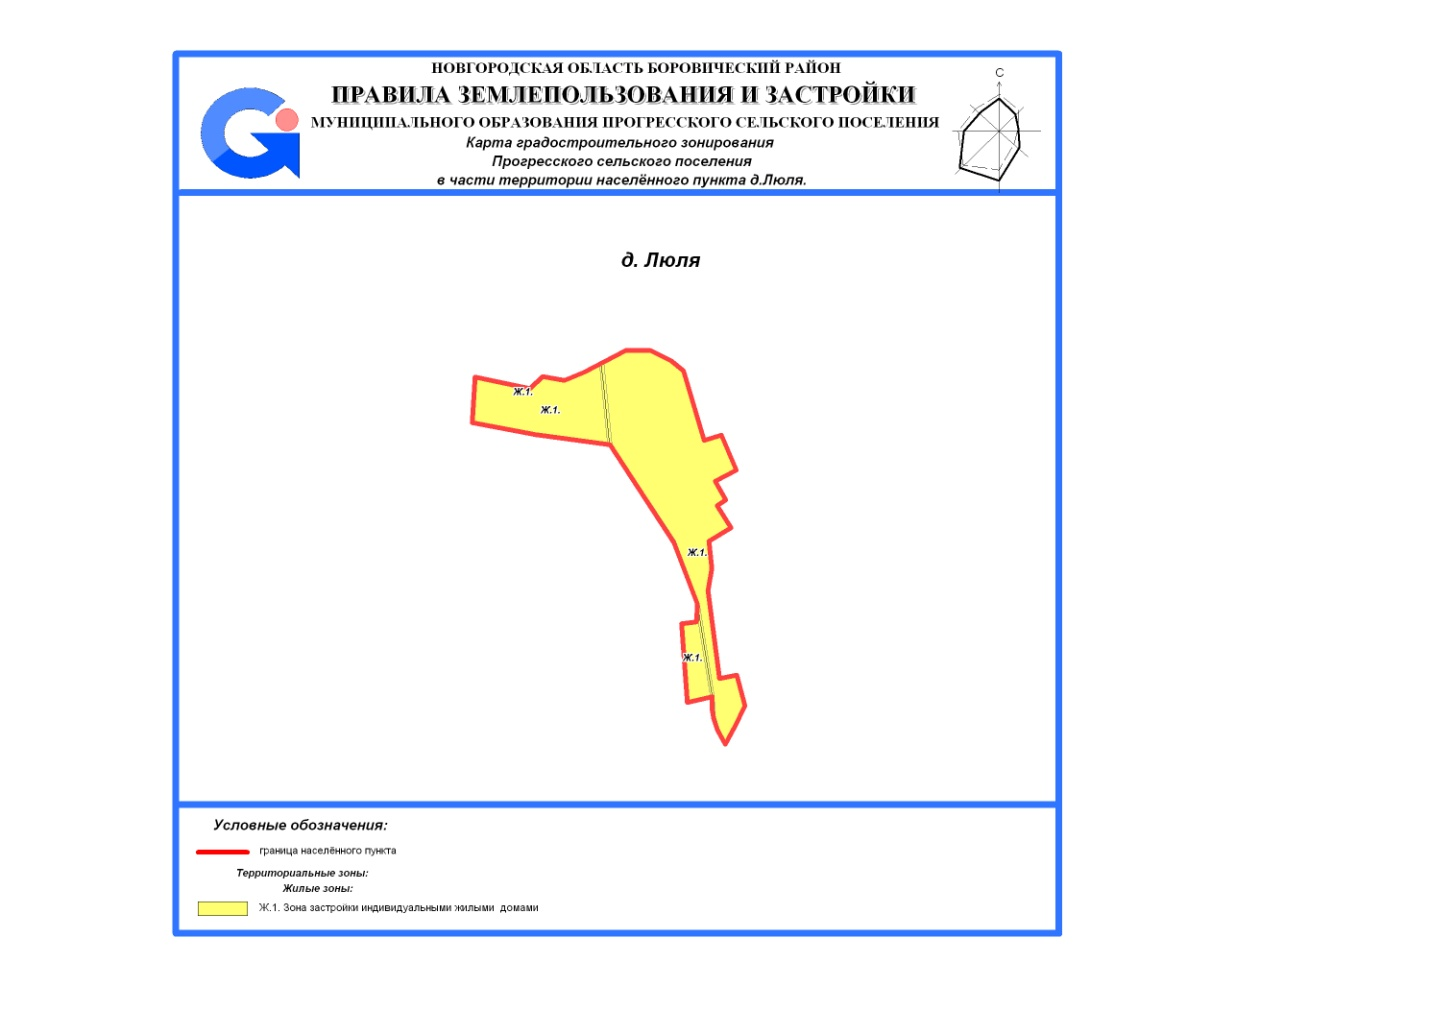 НОВГОРОДСКАЯ ОБЛАСТЬ БОРОВИЧЕСКИЙ РАЙОН
ПРАВИЛА ЗЕМЛЕПОЛЬЗОВАНИЯ И ЗАСТРОЙКИ
МУНИЦИПАЛЬНОГО ОБРАЗОВАНИЯ ПРОГРЕССКОГО СЕЛЬСКОГО ПОСЕЛЕНИЯ
Карта градостроительного зонирования
Прогресского сельского поселения
в части территории населённого пункта д.Люля.
С
д. Люля
Ж.1.
Ж.1.
Ж.1.
Ж.1.
Условные обозначения:
граница населённого пункта
Территориальные зоны:
Жилые зоны:
Ж.1. Зона застройки индивидуальными жилыми домами